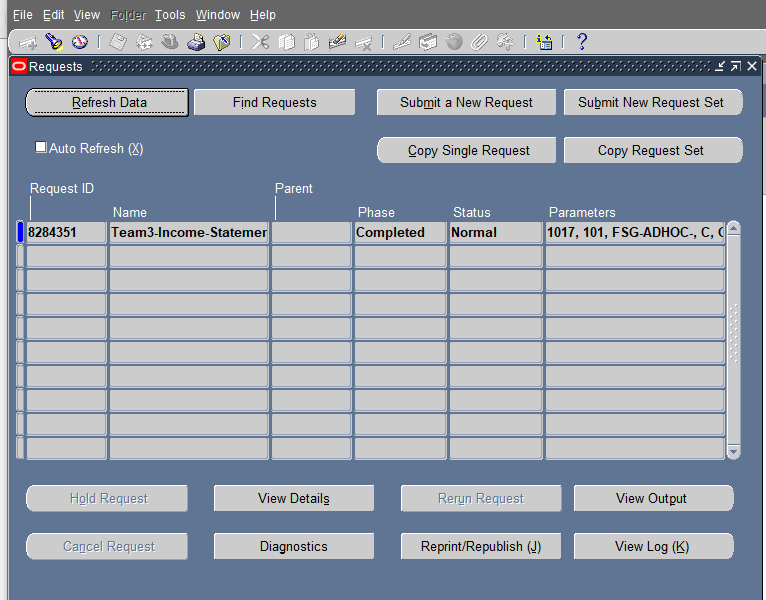 File Edit View Folder Tools Window Help
?
Requests
Refresh Data Find Requests Submit a New Request Submit New Request Set
Auto Refresh (X)
Copy Single Request Copy Request Set
Request ID Parent
Name Phase Status Parameters
8284351 Team3-Income-Statemer Completed Normal 1017, 101, FSG-ADHOC-, C,
Hold Request View Details Rerun Request View Output
Cancel Request Diagnostics Reprint/Republish (J) View Log (K)